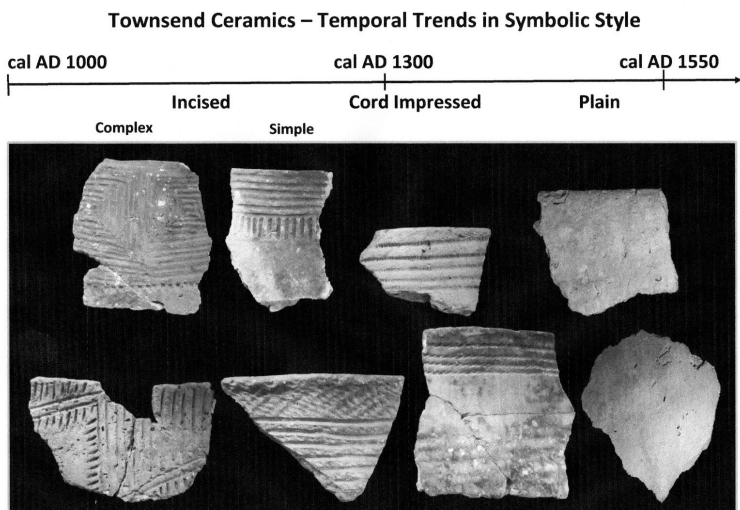 Townsend Ceramics – Temporal Trends in Symbolic Style
cal AD 1000 cal AD 1300 cal AD 1550
Incised Cord Impressed Plain
Complex Simple